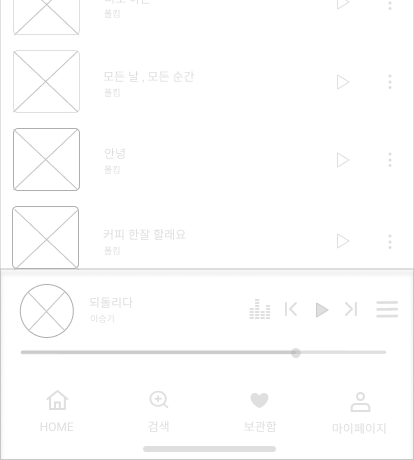 폴킴
모든 날 , 모든 순간
폴킴
안녕
폴킴
커피 한잘 할래요
폴킴
되돌리다
이승기
HOME
검색
보관함
마이페이지